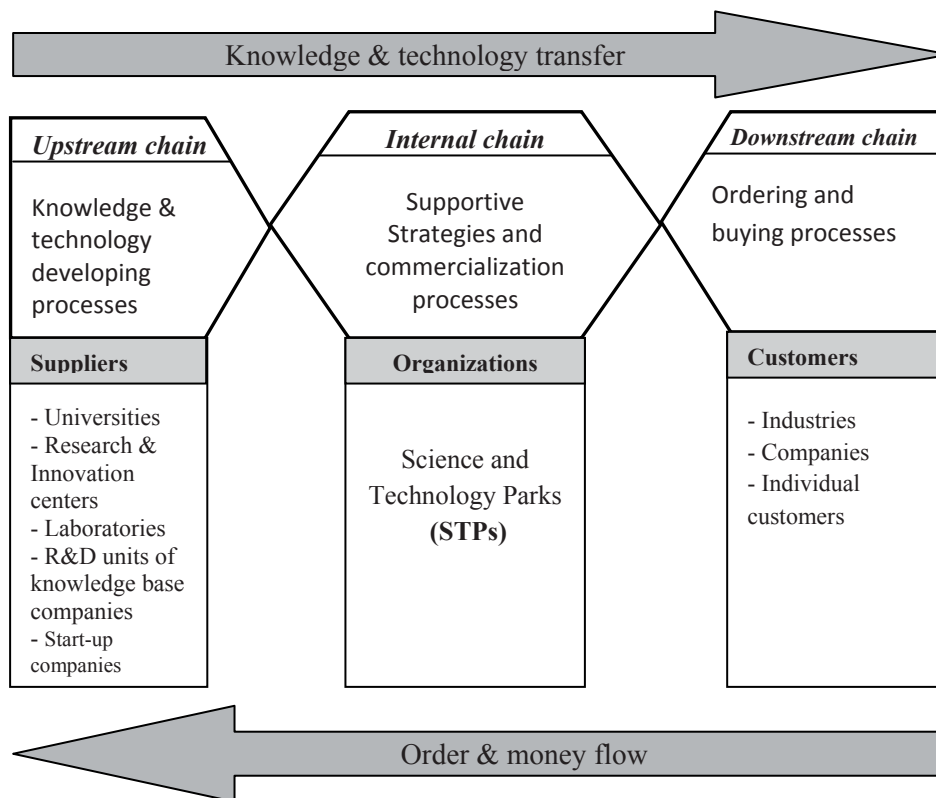 Knowledge & technology transfer
Upstream chain
Knowledge &
technology
developing
processes
Internal chain
Supportive
Strategies and
commercialization
processes
Downstream chain
Ordering and
buying processes
Suppliers
- Universities
- Research &
Innovation
centers
- Laboratories
- R&D units of
knowledge base
companies
- Start-up
companies
Organizations
Science and
Technology Parks
(STPs)
Customers
- Industries
- Companies
- Individual
customers
Order & money flow